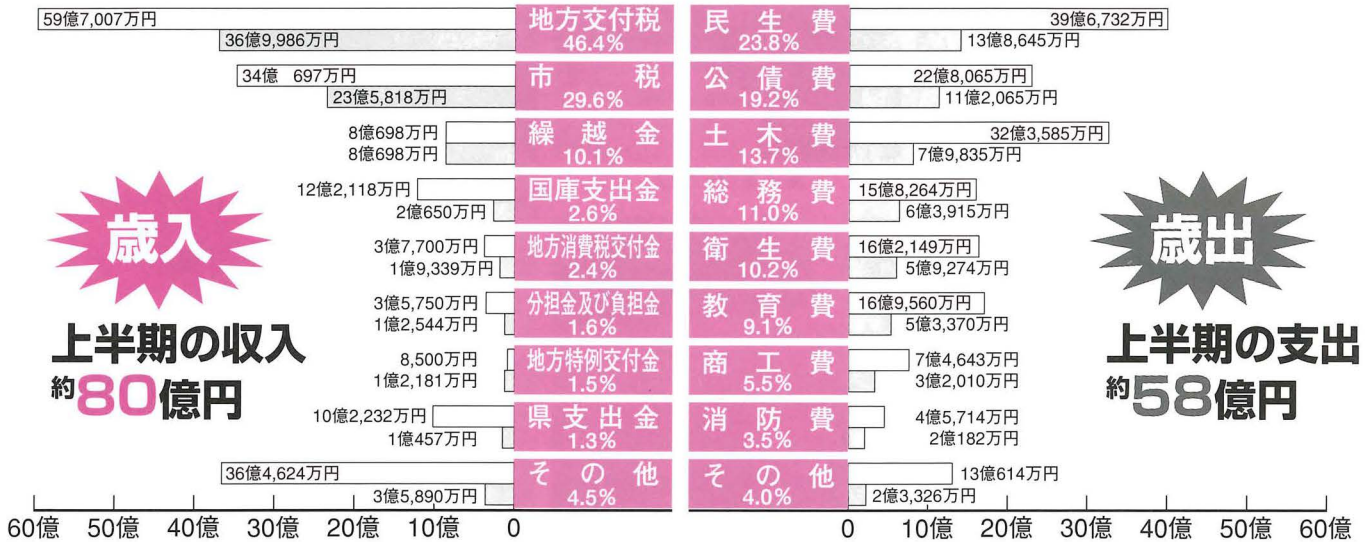 59億7,007万円
36億9,986万円
地方交付税
46.4%
34億 697万円
23億5,818万円
市税
29.6%
8億698万円
8億698万円
繰越金
10.1%
12億2,118万円
2億650万円
国庫支出金
2.6%
3億7,700万円
1億9,339万円
地方消費税交付金
2.4%
3億5,750万円
1億2,544万円
分担金及び負担金
1.6%
8,500万円
1億2,181万円
地方特例交付金
1.5%
10億2,232万円
1億457万円
県支出金
1.3%
36億4,624万円
3億5,890万円
その他
4.5%
歳入
上半期の収入
約80億円
60億 50億 40億 30億 20億 10億 0
民生費
23.8%
39億6,732万円
13億8,645万円
公債費
19.2%
22億8,065万円
11億2,065万円
土木費
13.7%
32億3,585万円
7億9,835万円
総務費
11.0%
15億8,264万円
6億3,915万円
衛生費
10.2%
16億2,149万円
5億9,274万円
教育費
9.1%
16億9,560万円
5億3,370万円
商工費
5.5%
7億4,643万円
3億2,010万円
消防費
3.5%
4億5,714万円
2億182万円
その他
4.0%
13億614万円
2億3,326万円
歳出
上半期の支出
約58億円
0 10億 20億 30億 40億 50億 60億